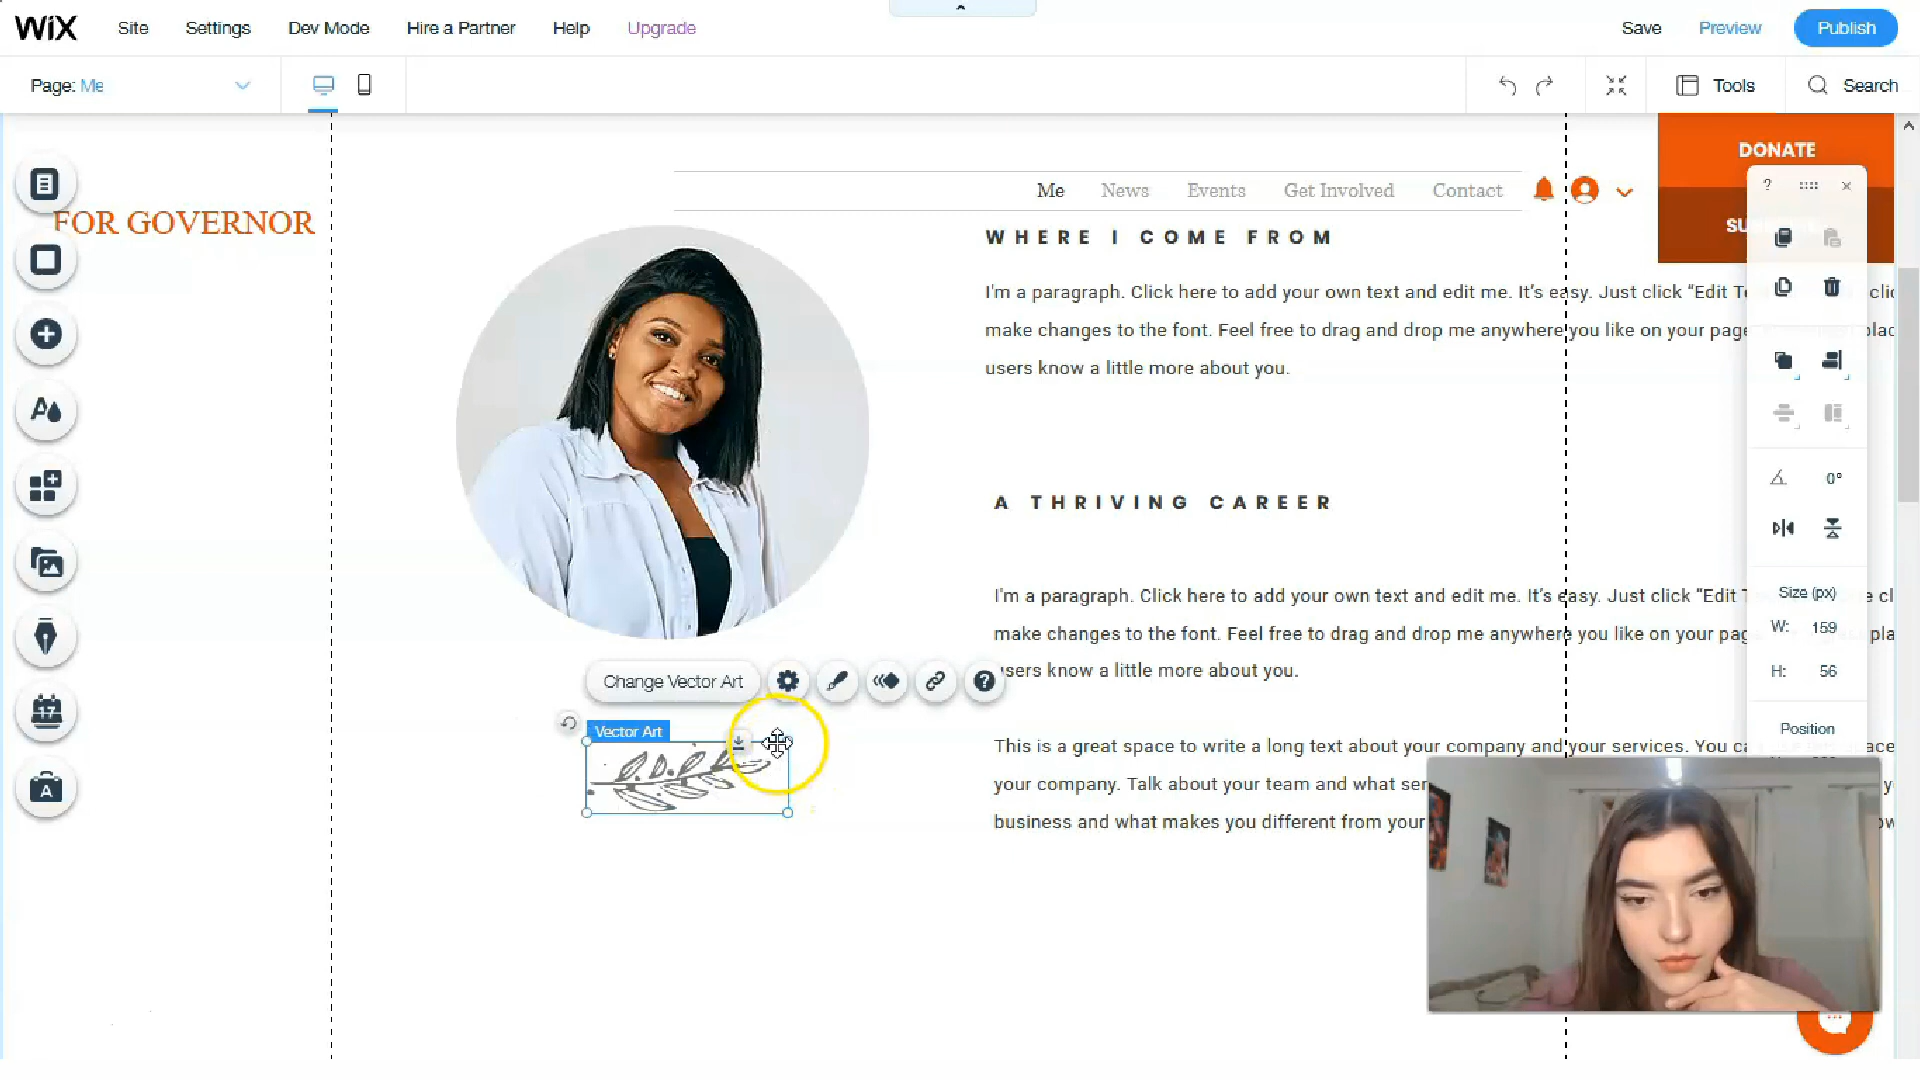 WiX Site Settings Dev Mode Hire a Partner Help Upgrade Save Preview Publish
Page: Me Tools Search
DONATE
Me News Events Get Involved Contact
FOR GOVERNOR
WHERE I COME FROM
I'm a paragraph. Click here to add your own text and edit me. It's easy. Just click “Edit
make changes to the font. Feel free to drag and drop me anywhere you like on your page
users know a little more about you.
A THRIVING CAREER
0°
I'm a paragraph. Click here to add your own text and edit me. It's easy. Just click “Edit
Size (px)
make changes to the font. Feel free to drag and drop me anywhere you like on your page
W: 159
users know a little more about you.
H: 56
Change Vector Art
Vector Art
Position
This is a great space to write a long text about your company and your services. You
your company. Talk about your team and what
business and what makes you different from your
17
A